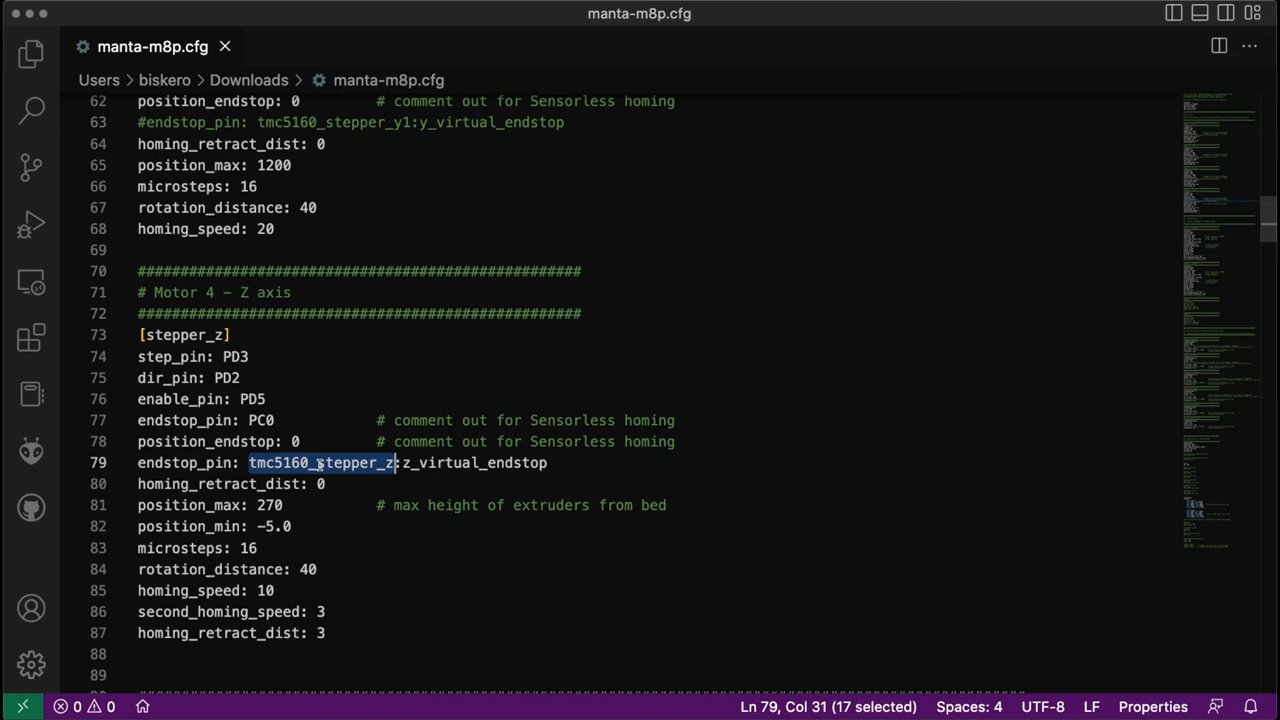 manta-m8p.cfg
manta-m8p.cfg
Users > biskero > Downloads > manta-m8p.cfg
62 position_endstop: 0 # comment out for Sensorless homing
63 #endstop_pin: tmc5160_stepper_y1:y_virtual_endstop
64 homing_retract_dist: 0
65 position_max: 1200
66 microsteps: 16
67 rotation_distance: 40
68 homing_speed: 20
69
70 ####################################################
71 # Motor 4 - Z axis
72 ####################################################
73 [stepper_z]
74 step_pin: PD3
75 dir_pin: PD2
76 enable_pin: PD5
77 endstop_pin: PC0 # comment out for Sensorless homing
78 position_endstop: 0 # comment out for Sensorless homing
79 endstop_pin: tmc5160_stepper_z:z_virtual_endstop
80 homing_retract_dist: 0
81 position_max: 270 # max height of extruders from bed
82 position_min: -5.0
83 microsteps: 16
84 rotation_distance: 40
85 homing_speed: 10
86 second_homing_speed: 3
87 homing_retract_dist: 3
88
89
0 0 Ln 79, Col 31 (17 selected) Spaces: 4 UTF-8 LF Properties